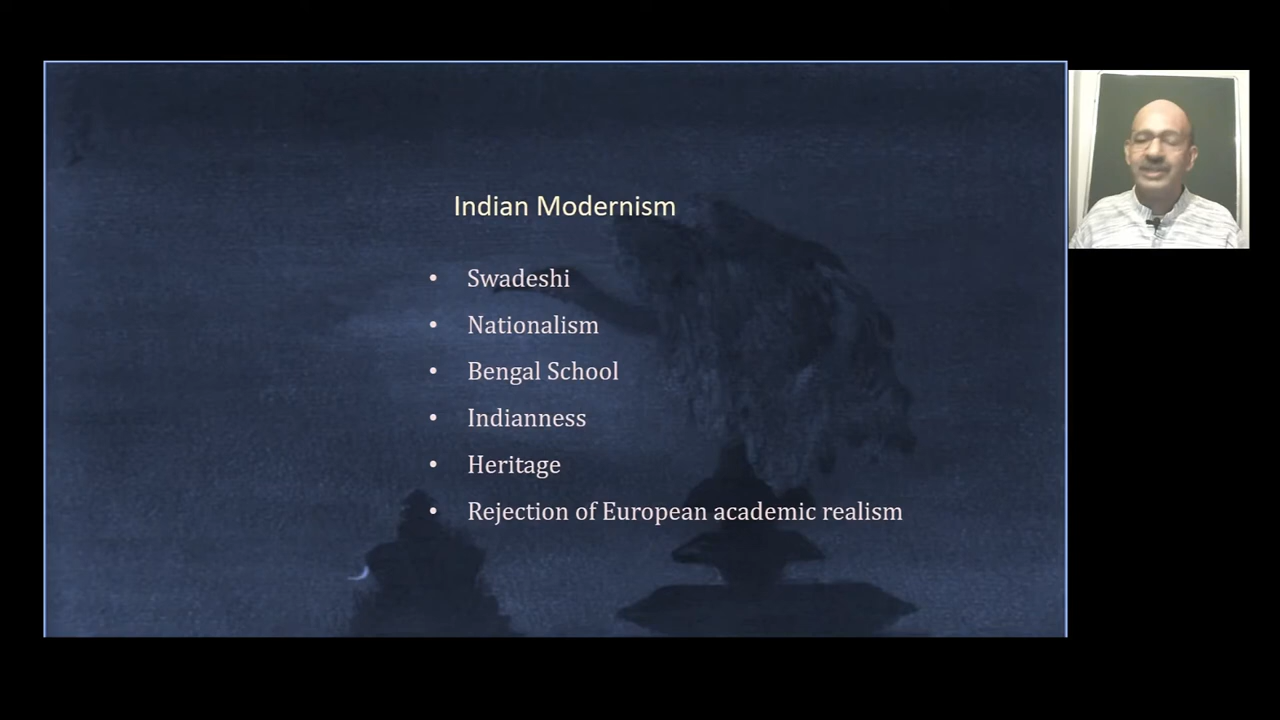 Indian Modernism
• Swadeshi
• Nationalism
• Bengal School
• Indianness
• Heritage
• Rejection of European academic realism